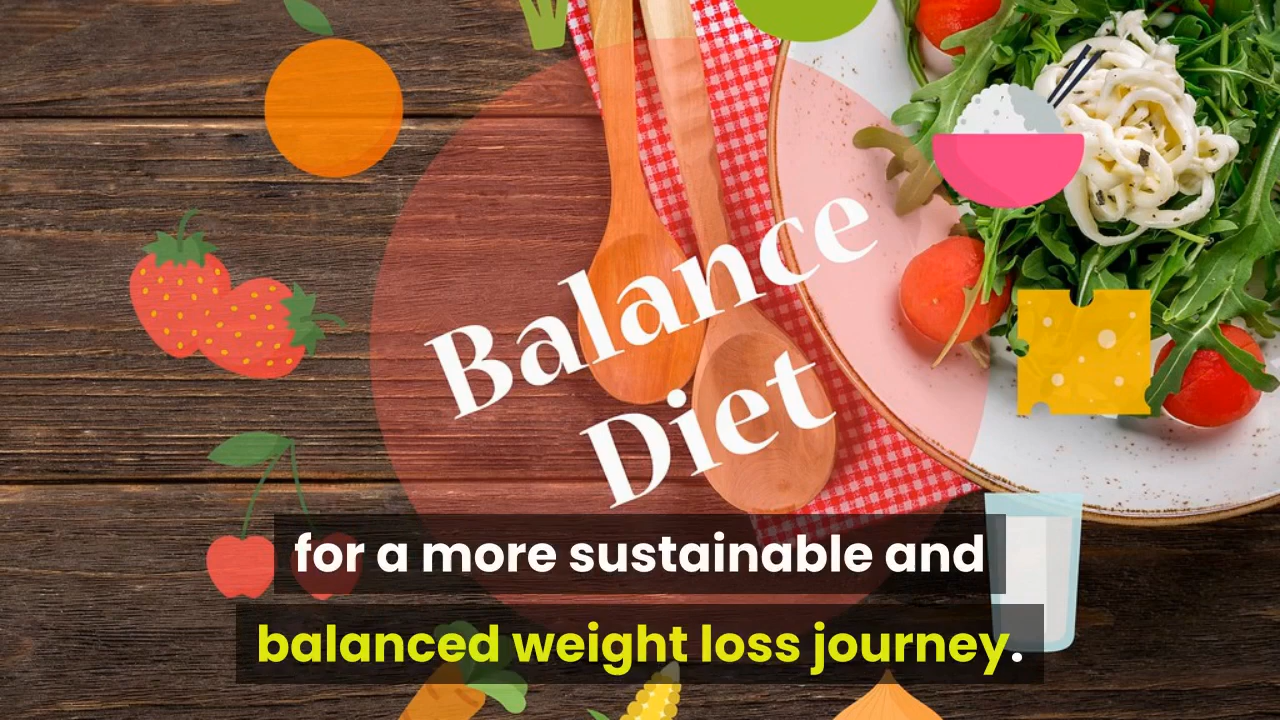 Balance
Diet
for a more sustainable and
balanced weight loss journey.